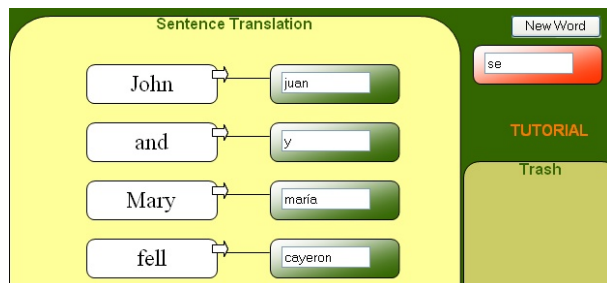 Sentence Translation
New Word
se
John juan
and y
TUTORIAL
Trash
Mary maría
fell cayeron